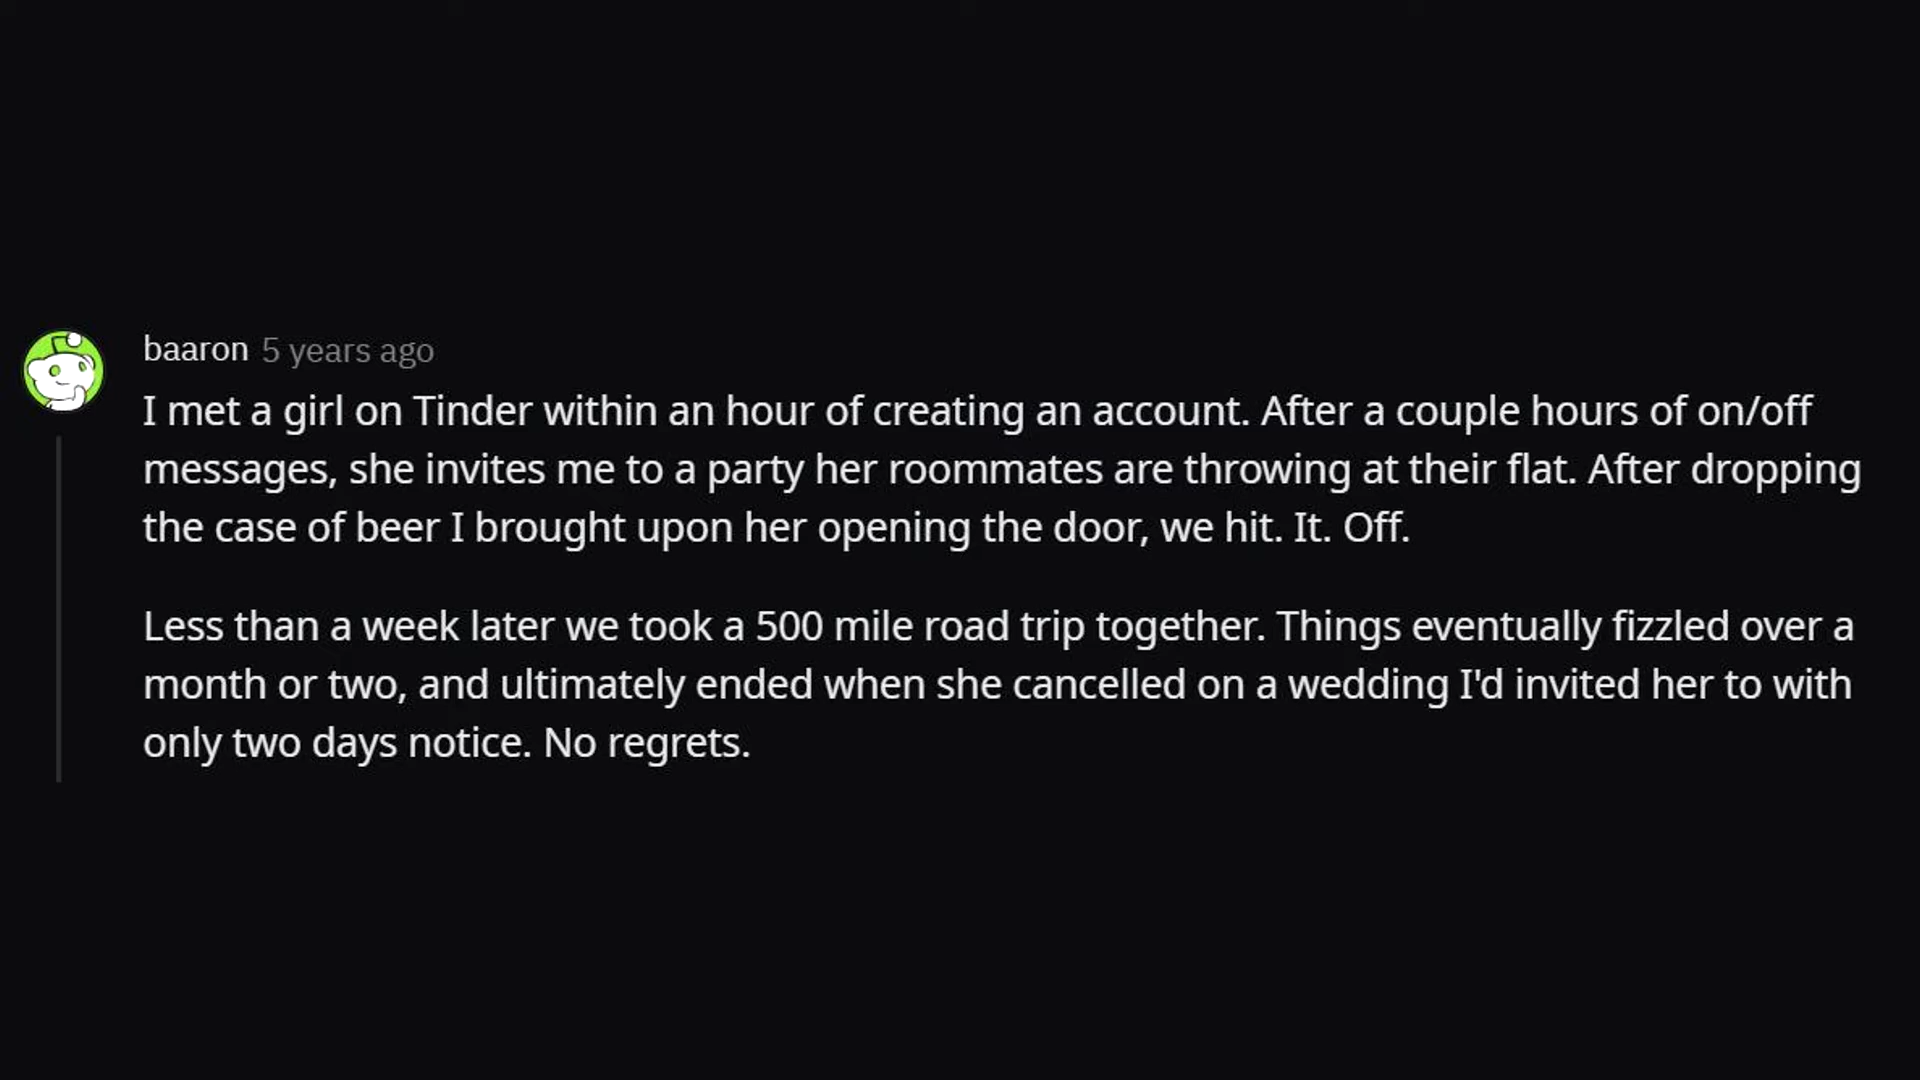 baaron 5 years ago
I met a girl on Tinder within an hour of creating an account. After a couple hours of on/off
messages, she invites me to a party her roommates are throwing at their flat. After dropping
the case of beer I brought upon her opening the door, we hit. It. Off.
Less than a week later we took a 500 mile road trip together. Things eventually fizzled over a
month or two, and ultimately ended when she cancelled on a wedding I'd invited her to with
only two days notice. No regrets.